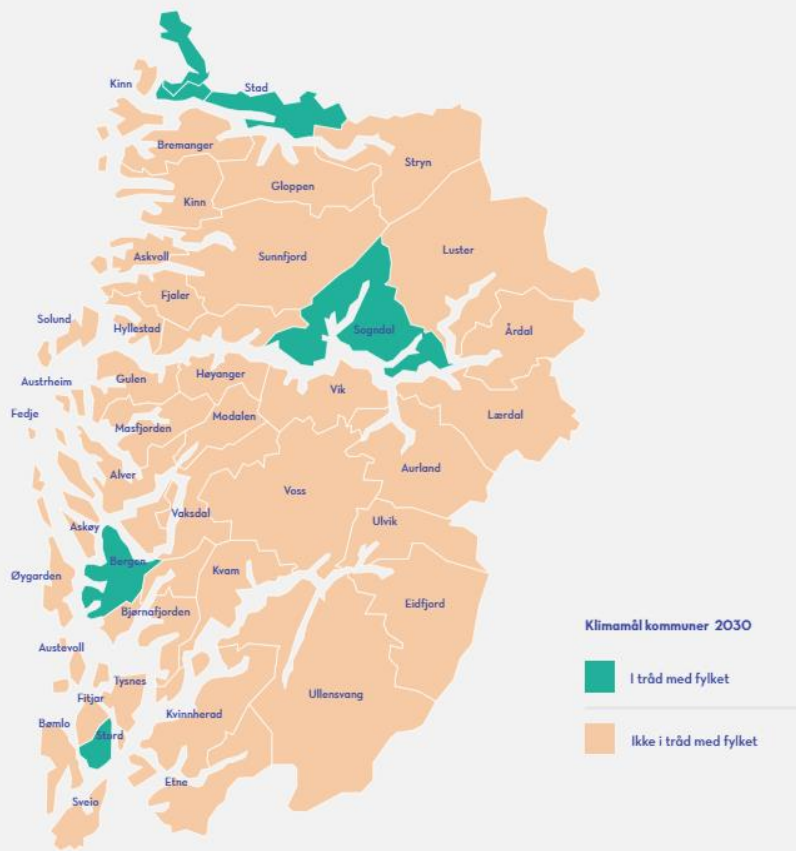 Kinn
Stad
Bremanger
Stryn
Gloppen
Kinn
Luster
Askvoll
Sunnfjord
Fjaler
Solund
Hyllestad
Sogndal
Årdal
Høyanger
Gulen
Austrheim
Vik
Fedje
Modalen
Lærdal
Masfjorden
Aurland
Alver
Voss
Vaksdal
Ulvik
Askøy
Bergen
Kvam
Øygarden
Eidfjord
Bjørnafjorden
Klimamål kommuner 2030
Austevoll
I tråd med fylket
Tysnes
Ullensvang
Fitjar
Kvinnherad
Bømlo
Stord
Ikke i tråd med fylket
Etne
Sveio